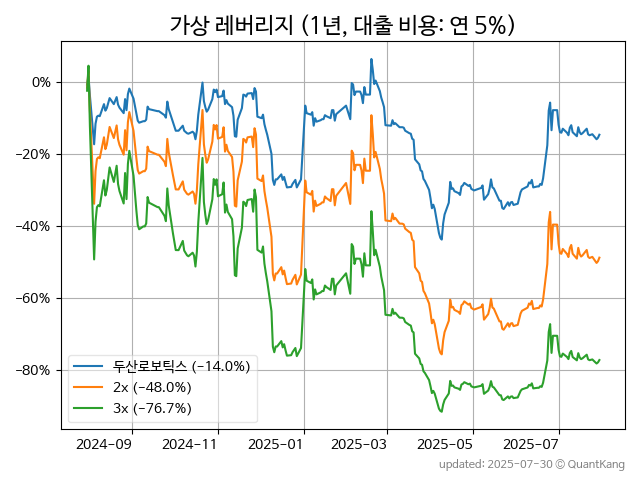 가상 레버리지 (1년, 대출 비용: 연 5%)
0%
−20%
−40%
−60%
−80%
두산로보틱스 (−14.0%)
2x (−48.0%)
3x (−76.7%)
2024−09 2024−11 2025−01 2025−03 2025−05 2025−07
updated: 2025-07-30 © QuantKang